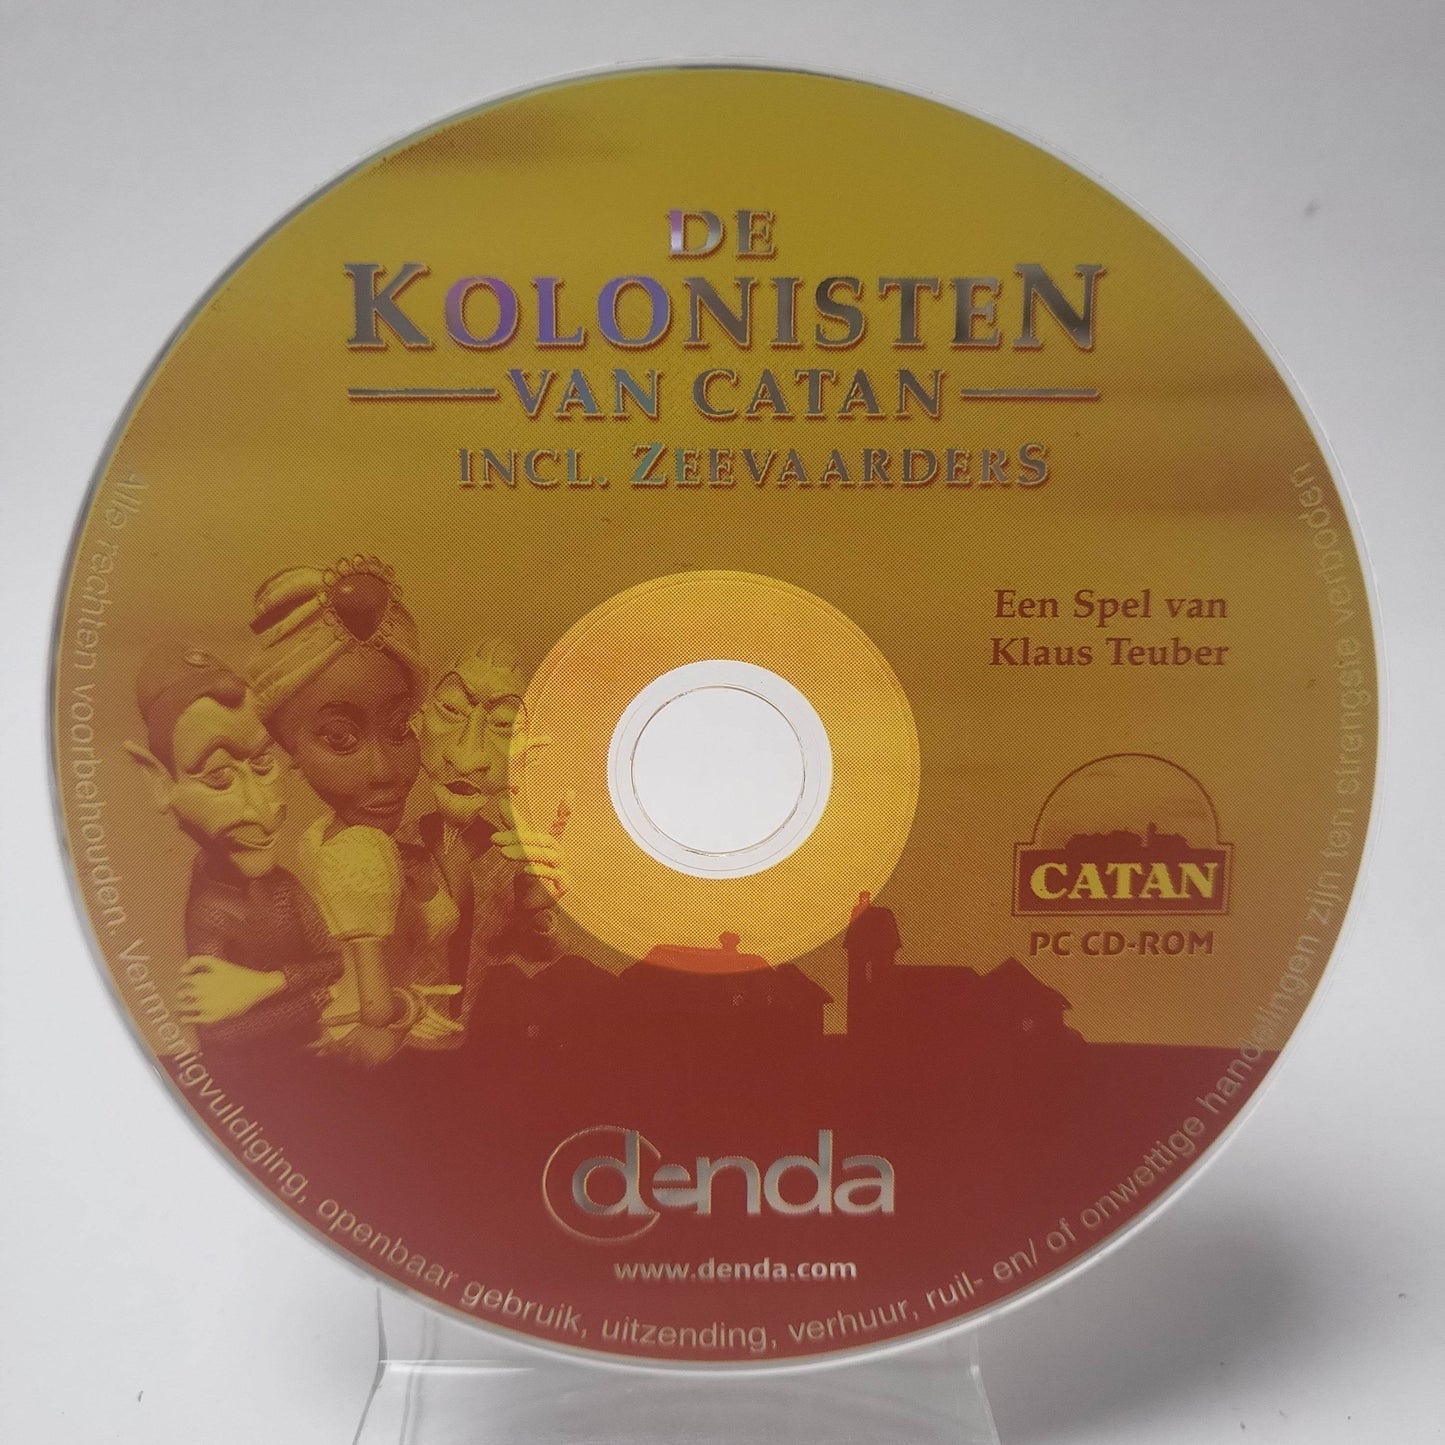 DE
KOLONISTEN
VAN CATAN
INCL. ZEEVAARDERS
Een Spel van
Klaus Teuber
CATAN
PC CD-ROM
denda
www.denda.com
Alle rechten voorbehouden. Vermenigvuldiging, openbaar gebruik, uitzending, verhuur, ruil- en/ of onwettige handelingen zijn ten strengste verboden